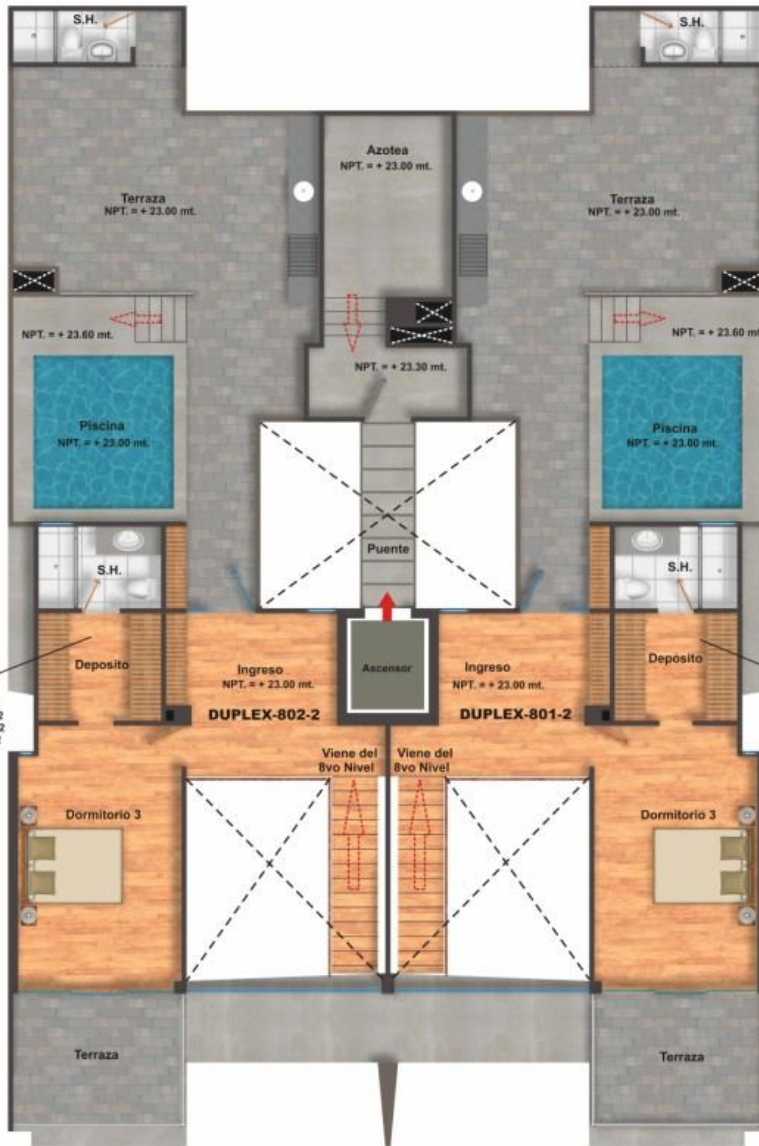 S.H.
S.H.
Azotea
NPT. = + 23.00 mt.
Terraza
NPT. = + 23.00 mt.
Terraza
NPT. = + 23.00 mt.
NPT. = + 23.60 mt.
NPT. = + 23.60 mt
NPT. = + 23.30 mt.
Piscina
NPT. = + 23.00 mt.
Piscina
NPT. = + 23.00 mt.
Puente
S.H.
S.H.
Deposito
Ingreso
NPT. = + 23.00 mt.
Ascensor
Ingreso
NPT. = + 23.00 mt.
Deposito
2
2
DUPLEX-802-2
DUPLEX-801-2
Viene del
8vo Nivel
Viene del
8vo Nivel
Dormitorio 3
Dormitorio 3
Terraza
Terraza